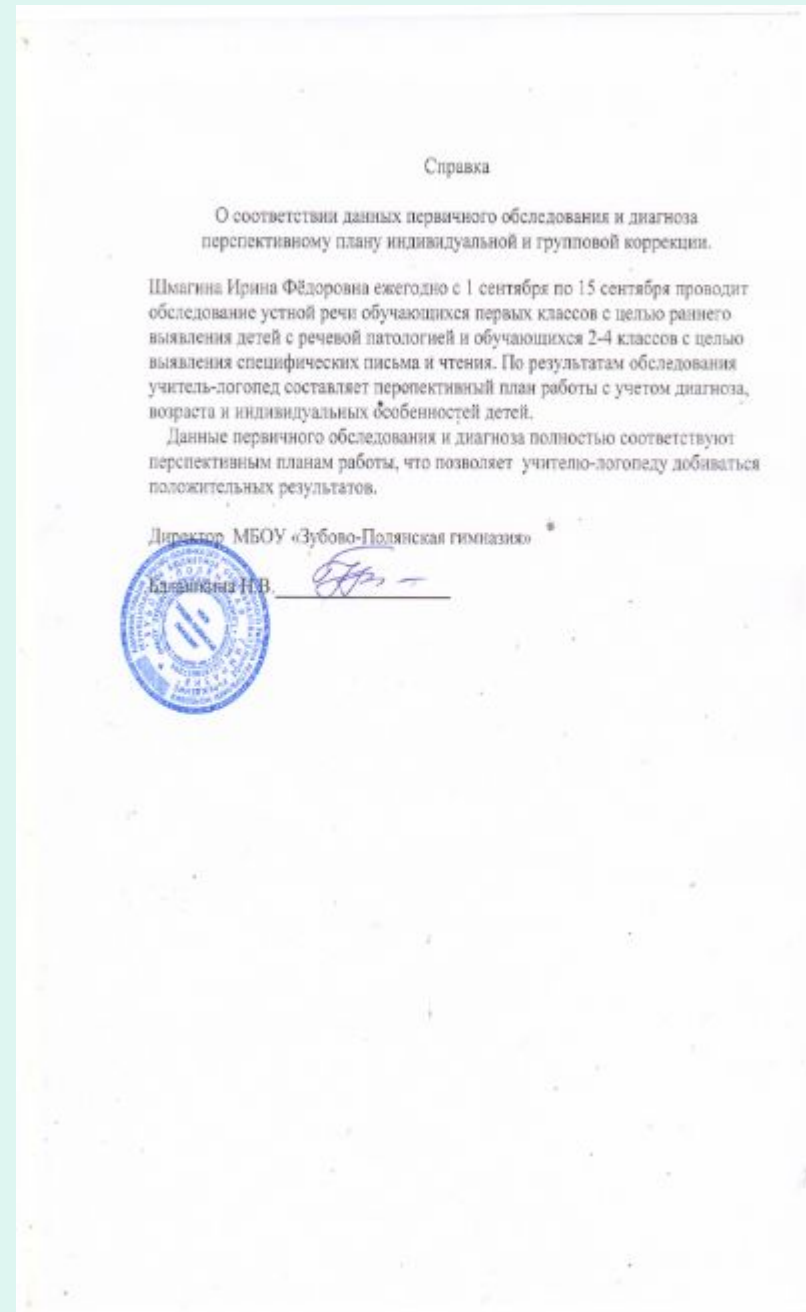 Справка
О соответствии данных первичного обследования и диагноза
перспективному плану индивидуальной и групповой коррекции.
Шмагина Ирина Фёдоровна ежегодно с 1 сентября по 15 сентября проводит
обследование устной речи обучающихся первых классов с целью раннего
выявления детей с речевой патологией и обучающихся 2-4 классов с целью
выявления специфических письма и чтения. По результатам обследования
учитель-логопед составляет перопективный план работы с учетом диагноза,
возраста и индивидуальных особенностей детей.
Данные первичного обследования и диагноза полностью соответствуют
перспективным планам работы, что позволяет учителю-логопеду добиваться
положительных результатов.
Директор МБОУ «Зубово-Полянская гимназия»
Н.В.